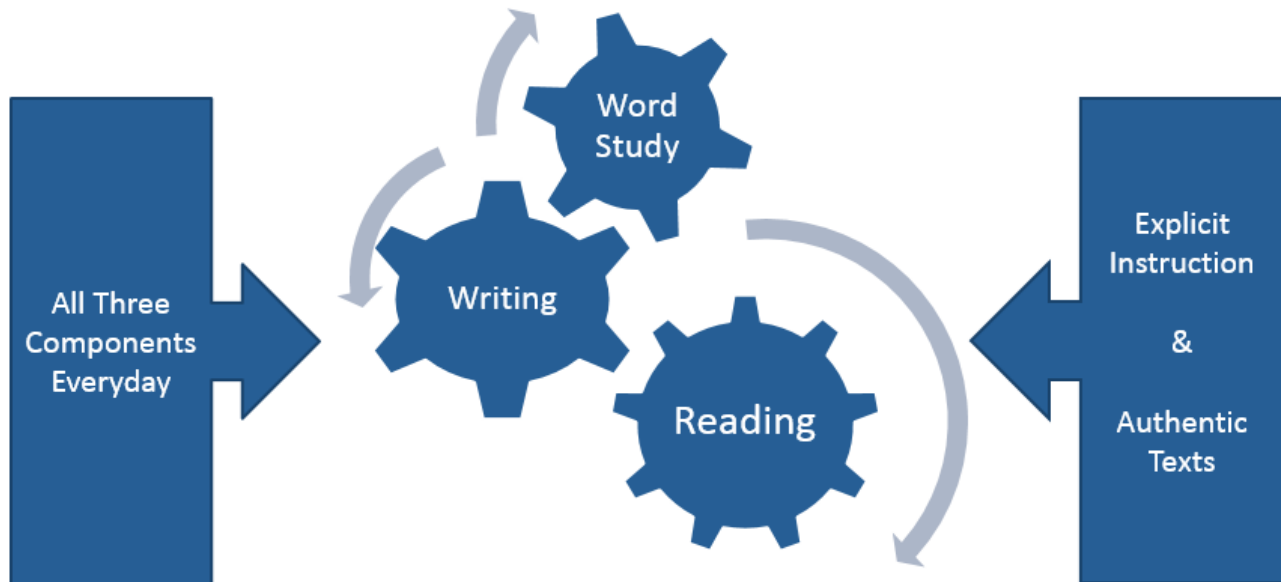 All Three
Components
Everyday
Word
Study
Writing
Reading
Explicit
Instruction
&
Authentic
Texts